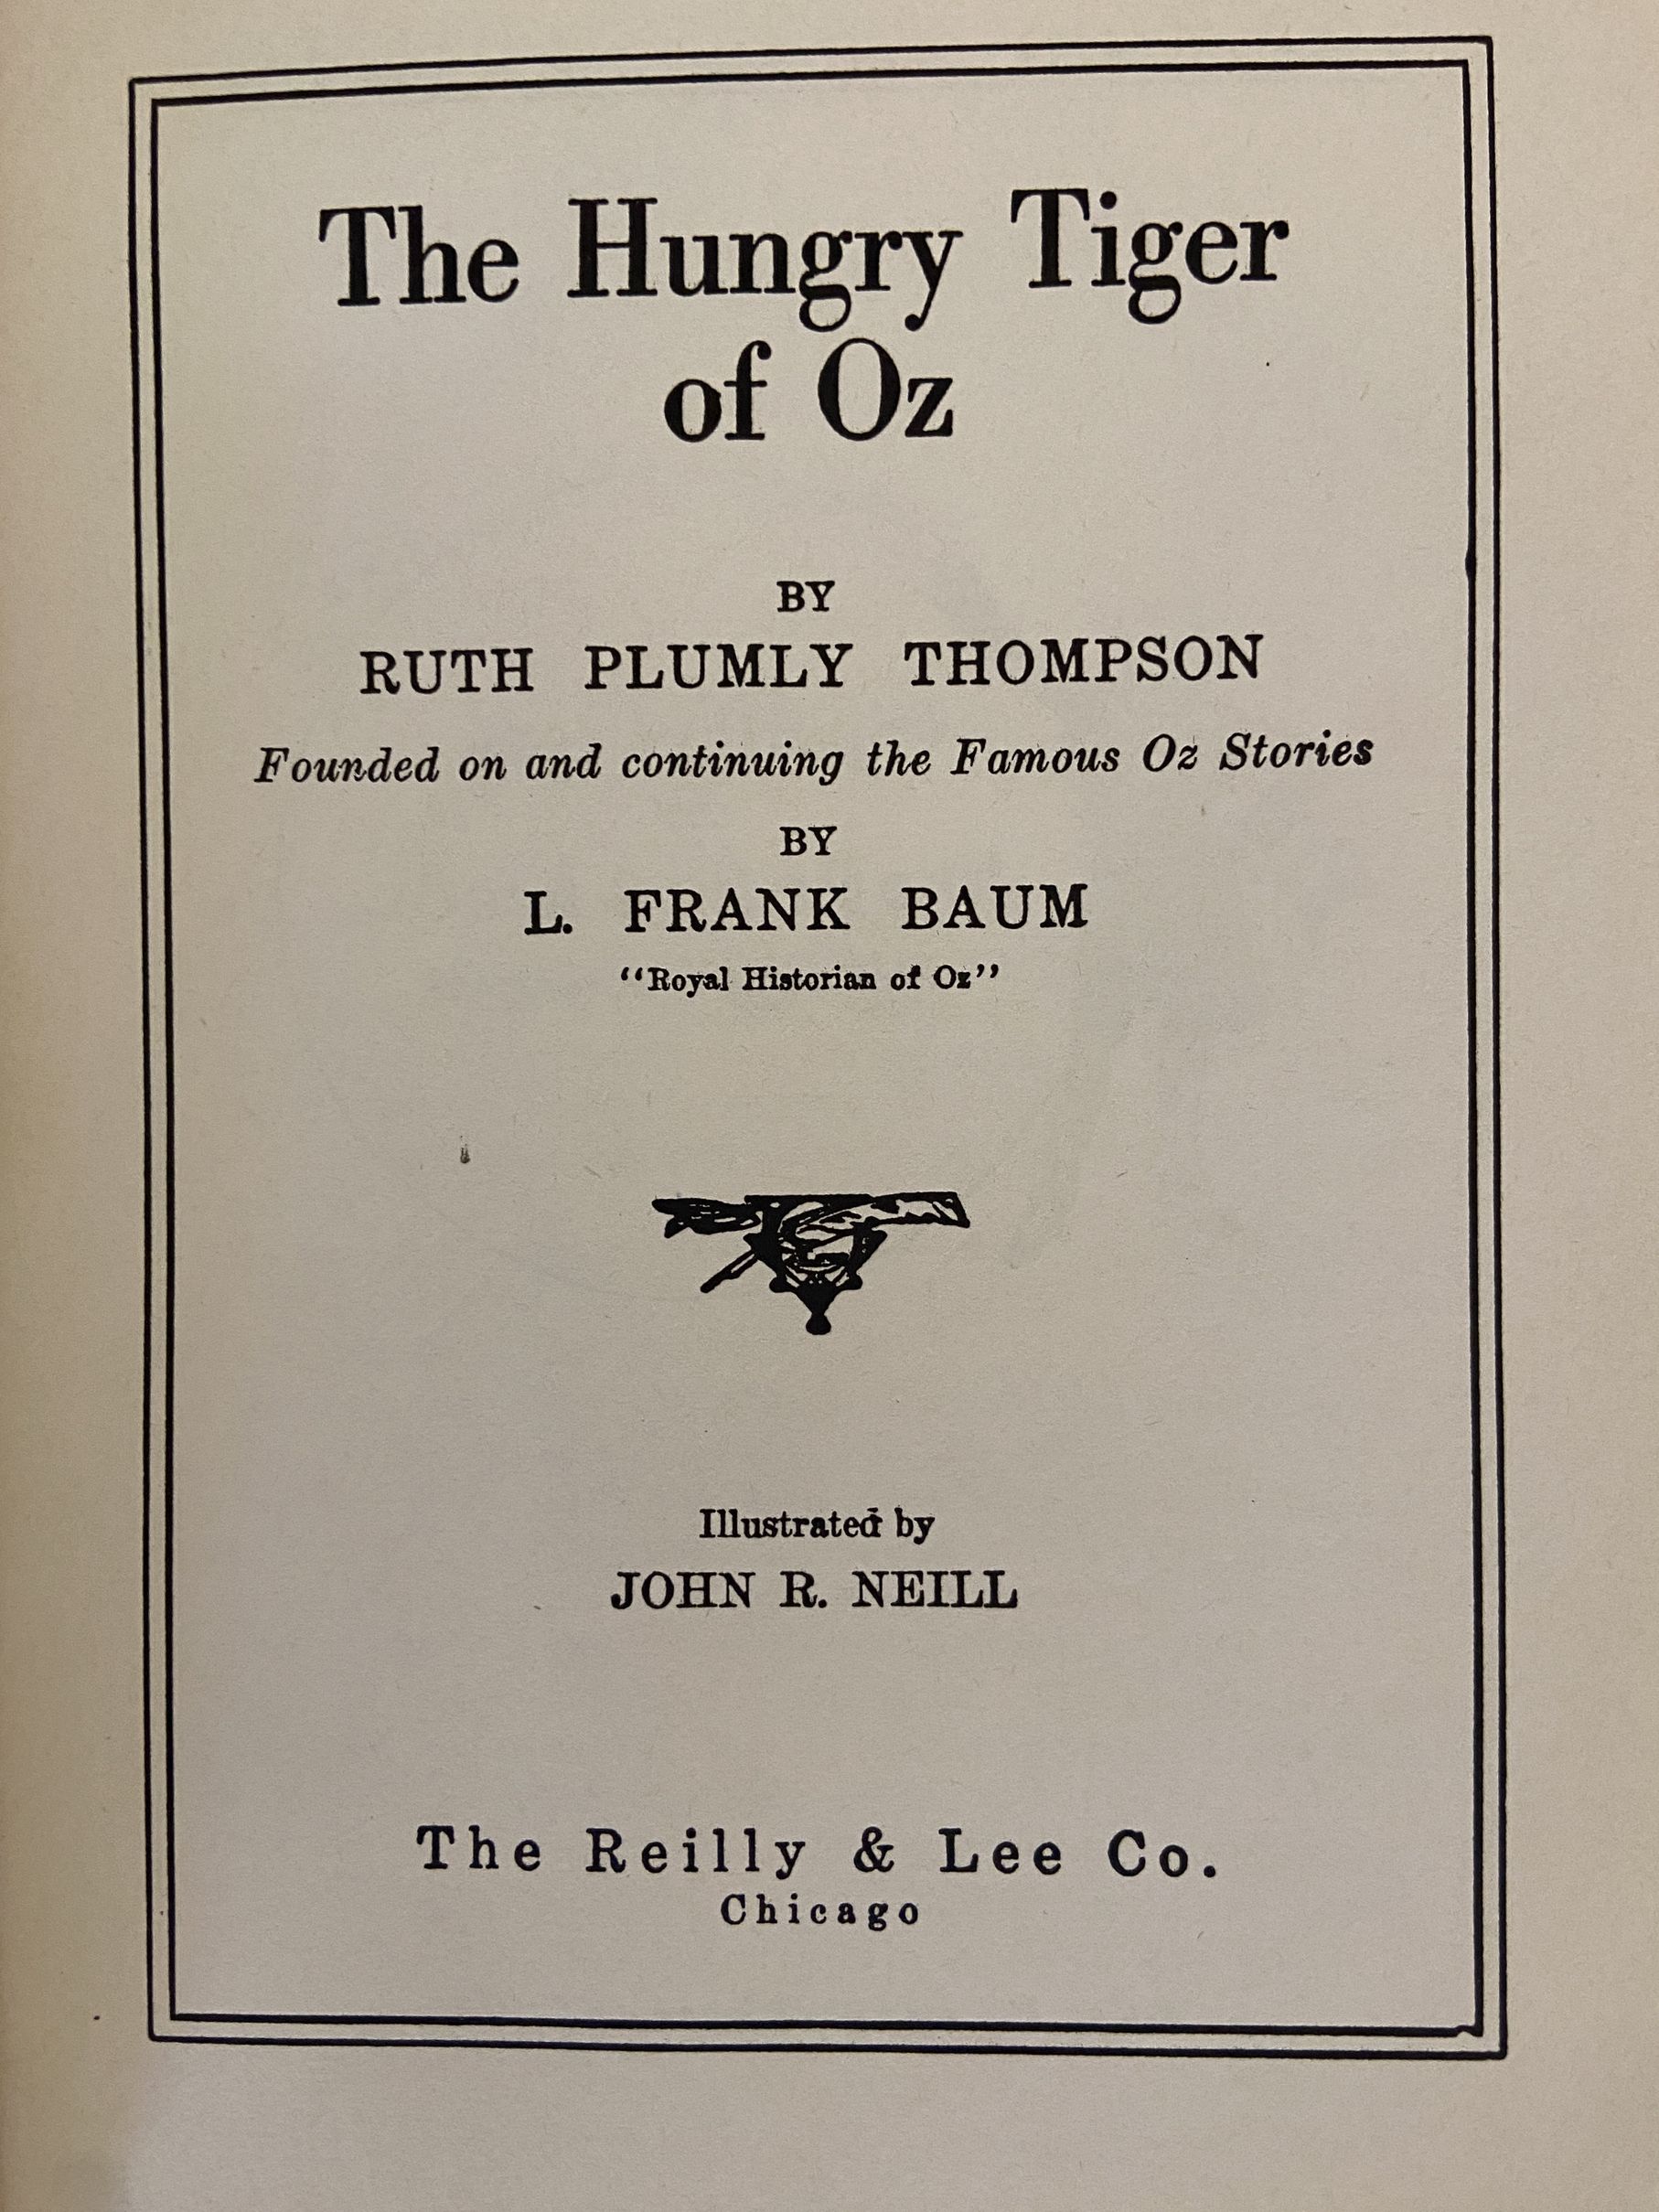 The Hungry Tiger
of Oz
BY
RUTH PLUMLY THOMPSON
Founded on and continuing the Famous Oz Stories
BY
L. FRANK BAUM
“Royal Historian of Oz”
Illustrated by
JOHN R. NEILL
The Reilly & Lee Co.
Chicago